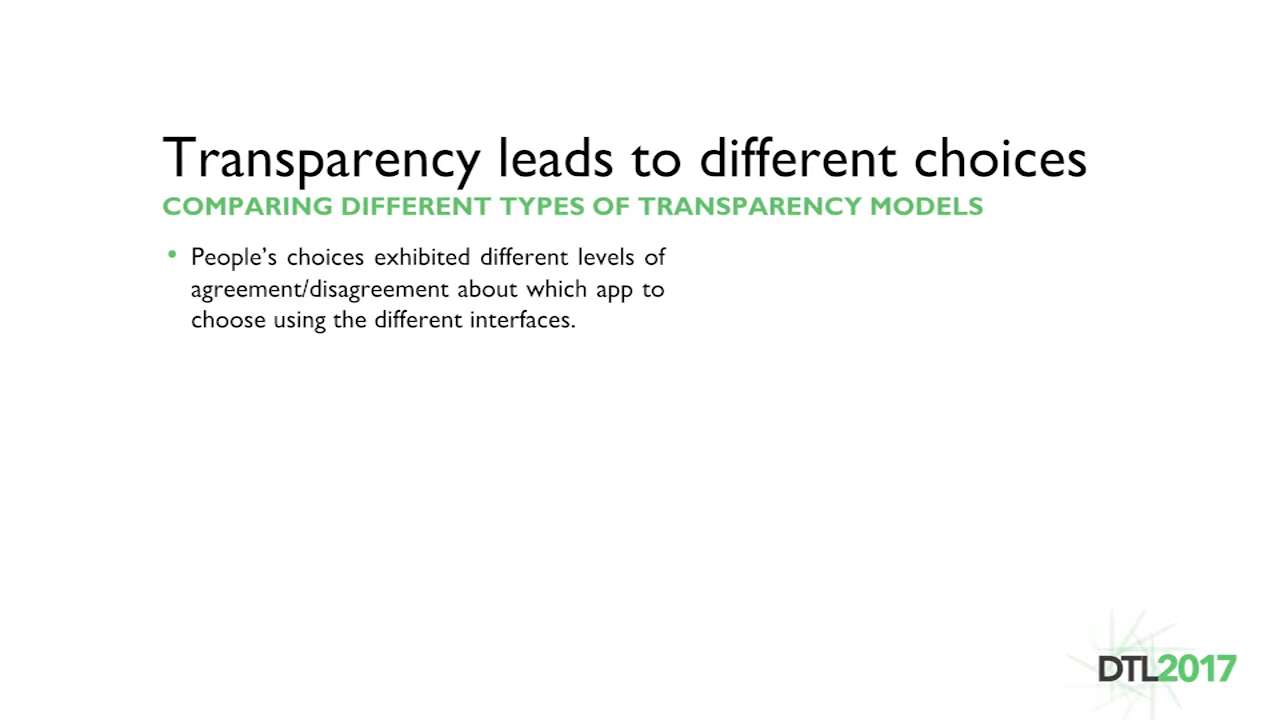 Transparency leads to different choices
COMPARING DIFFERENT TYPES OF TRANSPARENCY MODELS
• People’s choices exhibited different levels of
agreement/disagreement about which app to
choose using the different interfaces.
DTL2017